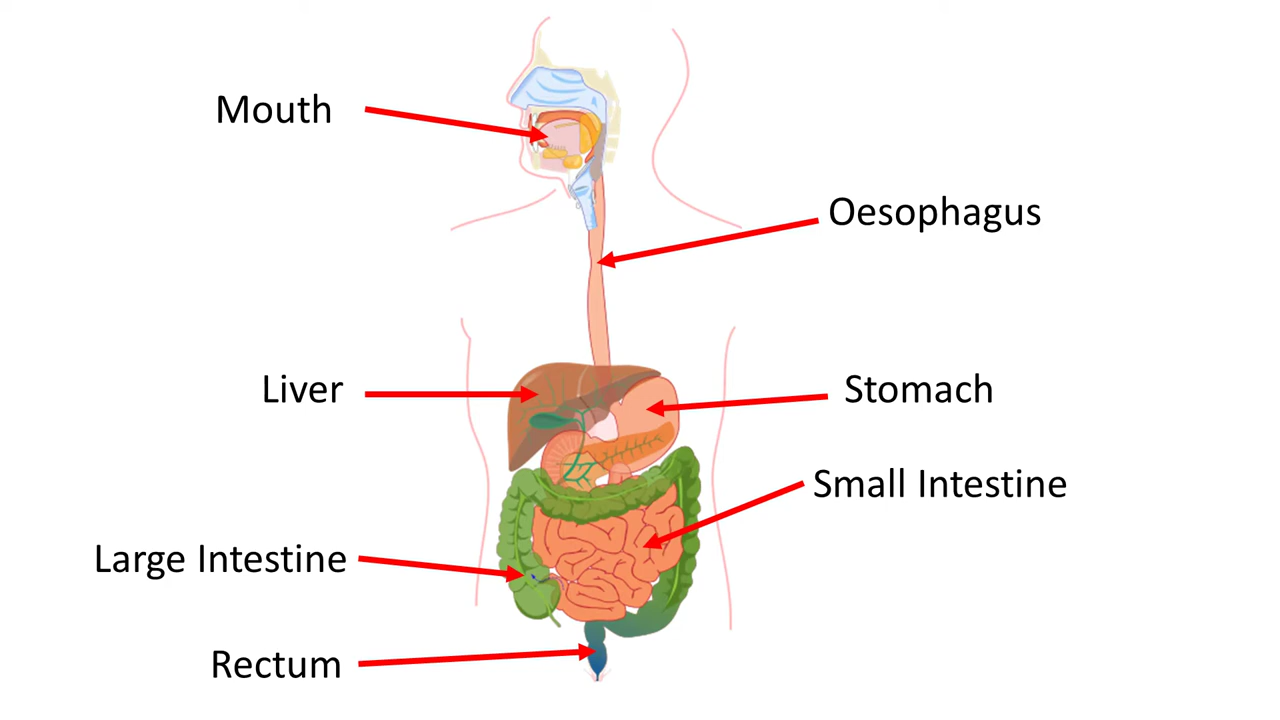 Mouth
Oesophagus
Liver
Stomach
Small Intestine
Large Intestine
Rectum